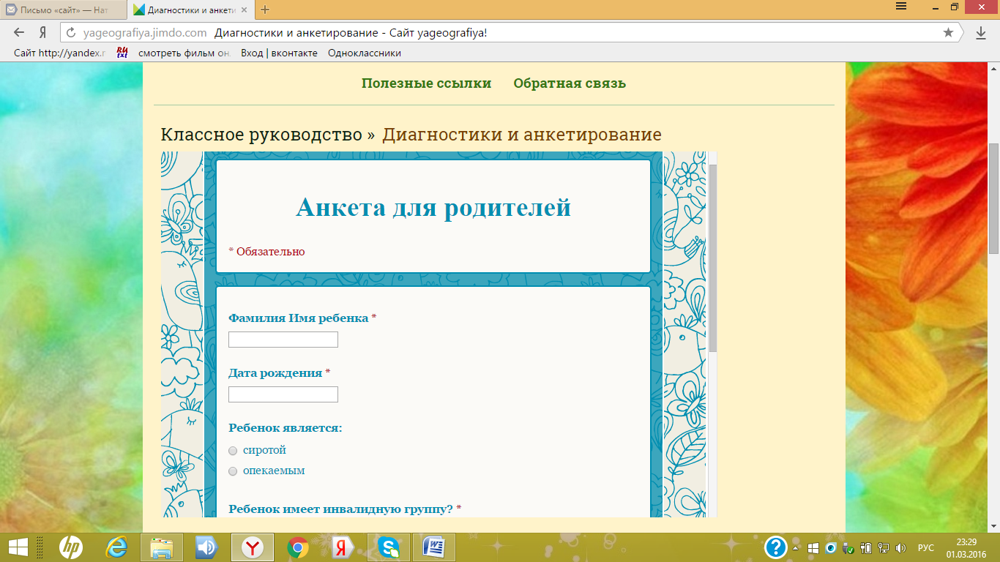 Письмо «сайт» — Нат
Диагностики и анкети
yageografiya.jimdo.com Диагностики и анкетирование - Сайт yageografiya!
Сайт http://yandex.r
RU txt
смотреть фильм он
Вход | вконтакте
Одноклассники
Полезные ссылки Обратная связь
Классное руководство » Диагностики и анкетирование
Анкета для родителей
* Обязательно
Фамилия Имя ребенка *
Дата рождения *
Ребенок является:
сиротой
опекаемым
Ребенок имеет инвалидную группу? *
РУС
23:29
01.03.2016